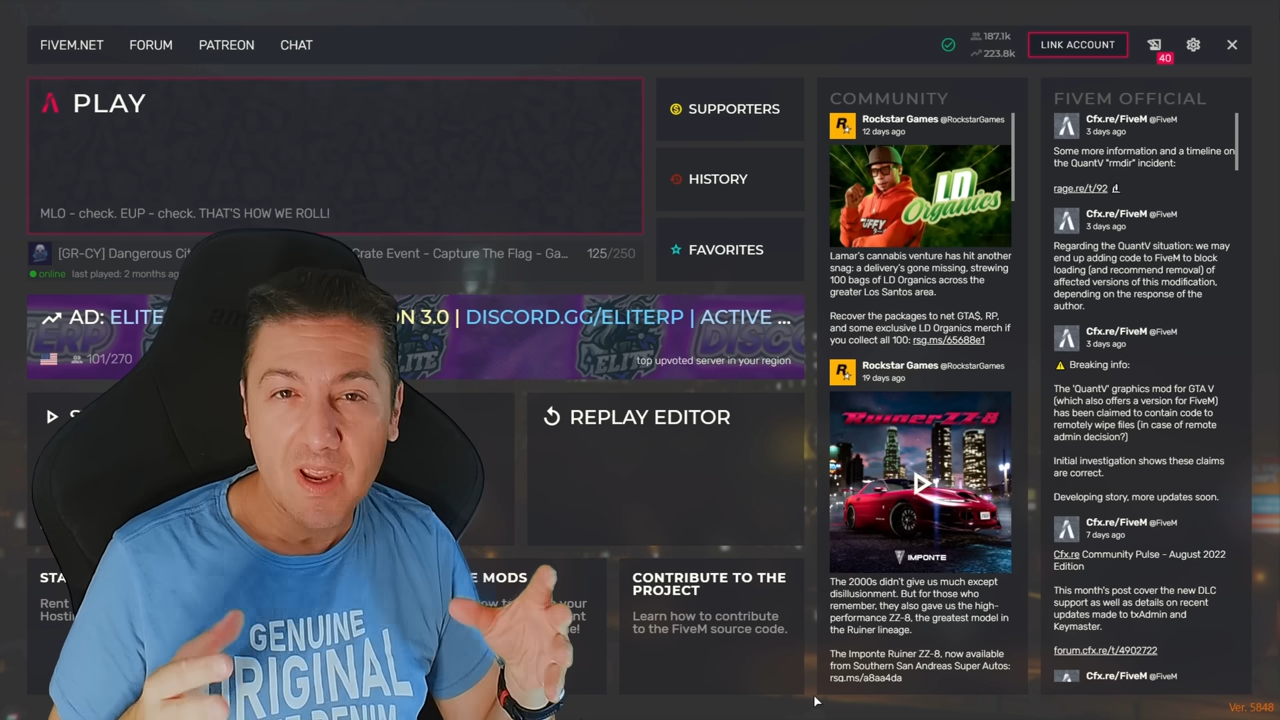 FIVEM.NET
FORUM
PATREON
CHAT
187.1k
223.8k
LINK ACCOUNT
40
PLAY
MLO - check. EUP - check. THAT'S HOW WE ROLL!
[GR-CY] Dangerous Cit
Crate Event - Capture The Flag - Ga...
125/250
online
last played: 2 months ag
AD: ELITE
ON 3.0 | DISCORD.GG/ELITERP | ACTIVE ...
101/270
top upvoted server in your region
ELITE
REPLAY EDITOR
STA
Rent
Hosti
E MODS
your
CONTRIBUTE TO THE
PROJECT
Learn how to contribute
to the FiveM source code.
GENUINE
ORIGINAL
DENIM
SUPPORTERS
HISTORY
FAVORITES
COMMUNITY
Rockstar Games @RockstarGames
12 days ago
LD
Organics
Lamar's cannabis venture has hit another
snag: a delivery's gone missing, strewing
100 bags of LD Organics across the
greater Los Santos area.
Recover the packages to net GTA$, RP,
and some exclusive LD Organics merch if
you collect all 100: rsg.ms/65688e1
Rockstar Games @RockstarGames
19 days ago
Ruiner ZZ-8
IMPONTE
The 2000s didn't give us much except
disillusionment. But for those who
remember, they also gave us the high-
performance ZZ-8, the greatest model in
the Ruiner lineage.
The Imponte Ruiner ZZ-8, now available
from Southern San Andreas Super Autos:
rsg.ms/a8aa4da
FIVEM OFFICIAL
Cfx.re/FiveM @FiveM
3 days ago
Some more information and a timeline on
the QuantV "rmdir" incident:
rage.re/t/92
Cfx.re/FiveM @FiveM
3 days ago
Regarding the QuantV situation: we may
end up adding code to FiveM to block
loading (and recommend removal) of
affected versions of this modification,
depending on the response of the
author.
Cfx.re/FiveM @FiveM
3 days ago
Breaking info:
The 'QuantV' graphics mod for GTA V
(which also offers a version for FiveM)
has been claimed to contain code to
remotely wipe files (in case of remote
admin decision?)
Initial investigation shows these claims
are correct.
Developing story, more updates soon.
Cfx.re/FiveM @FiveM
7 days ago
Cfx.re Community Pulse - August 2022
Edition
This month's post cover the new DLC
support as well as details on recent
updates made to txAdmin and
Keymaster.
forum.cfx.re/t/4902722
Cfx.re/FiveM @FiveM
Ver. 5848